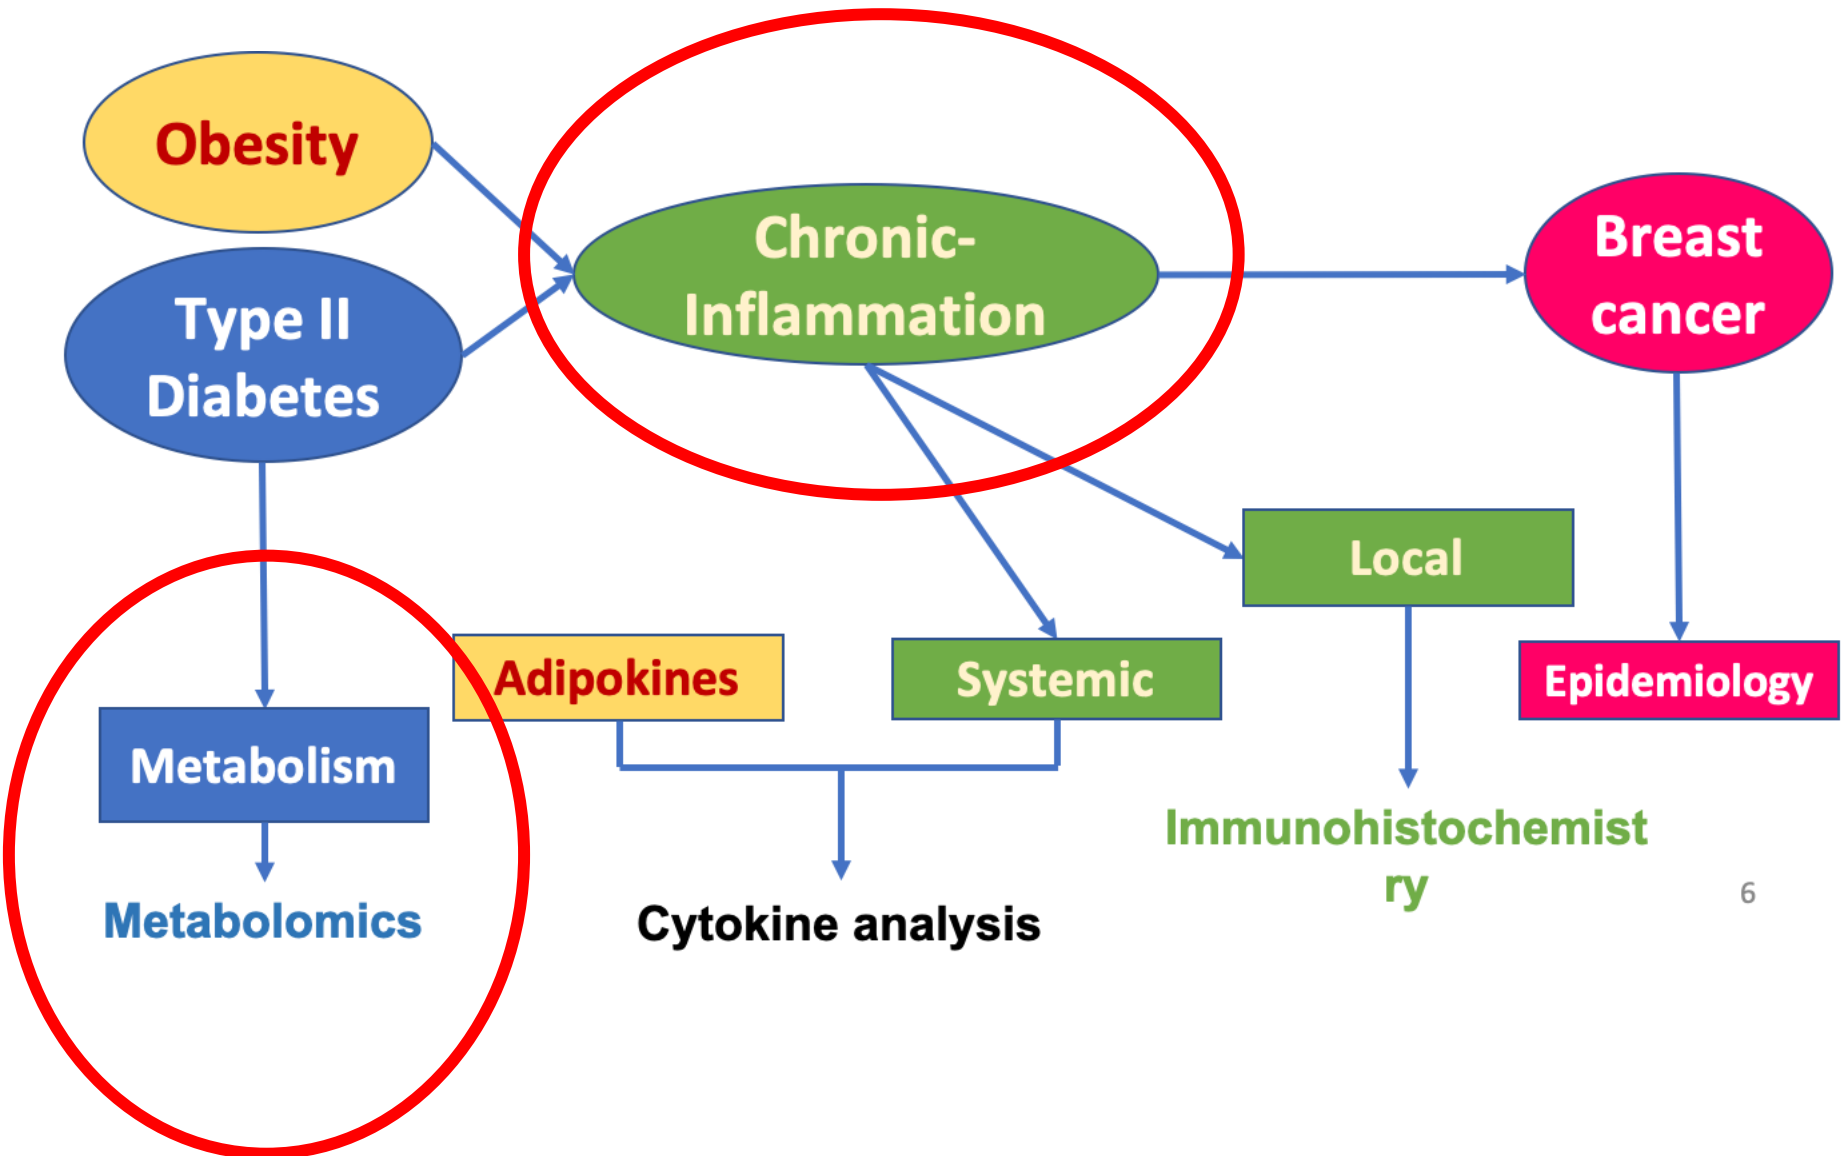 Obesity
Type II
Diabetes
Chronic-
Inflammation
Breast
cancer
Local
Adipokines
Systemic
Epidemiology
Metabolism
Immunohistochemist
ry
Metabolomics
Cytokine analysis
6